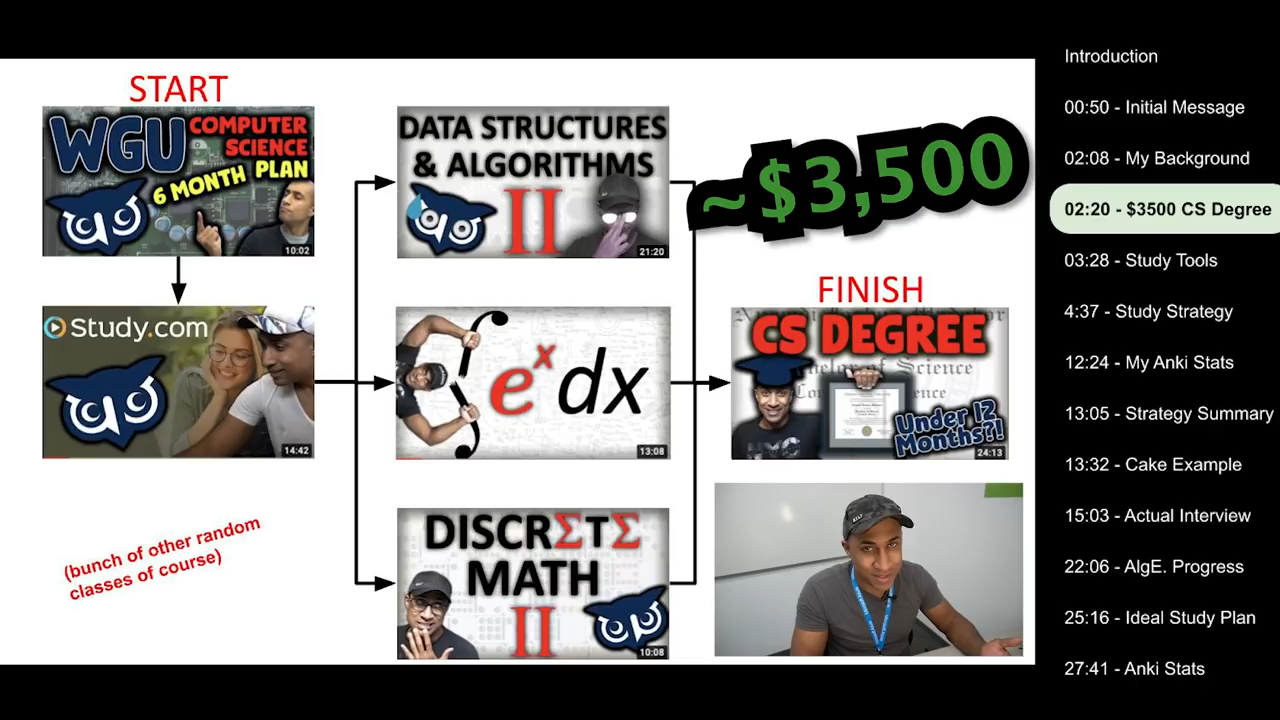 START
WGU COMPUTER
SCIENCE
6 MONTH PLAN
10:02
Study.com
14:42
(bunch of other random
classes of course)
DATA STRUCTURES
& ALGORITHMS
II
21:20
e^x dx
13:08
DISCRΣTΣ
MATH
II
10:08
~$3,500
FINISH
CS DEGREE
Under 12
Months?!
24:13
Introduction
00:50 - Initial Message
02:08 - My Background
02:20 - $3500 CS Degree
03:28 - Study Tools
4:37 - Study Strategy
12:24 - My Anki Stats
13:05 - Strategy Summary
13:32 - Cake Example
15:03 - Actual Interview
22:06 - AlgE. Progress
25:16 - Ideal Study Plan
27:41 - Anki Stats